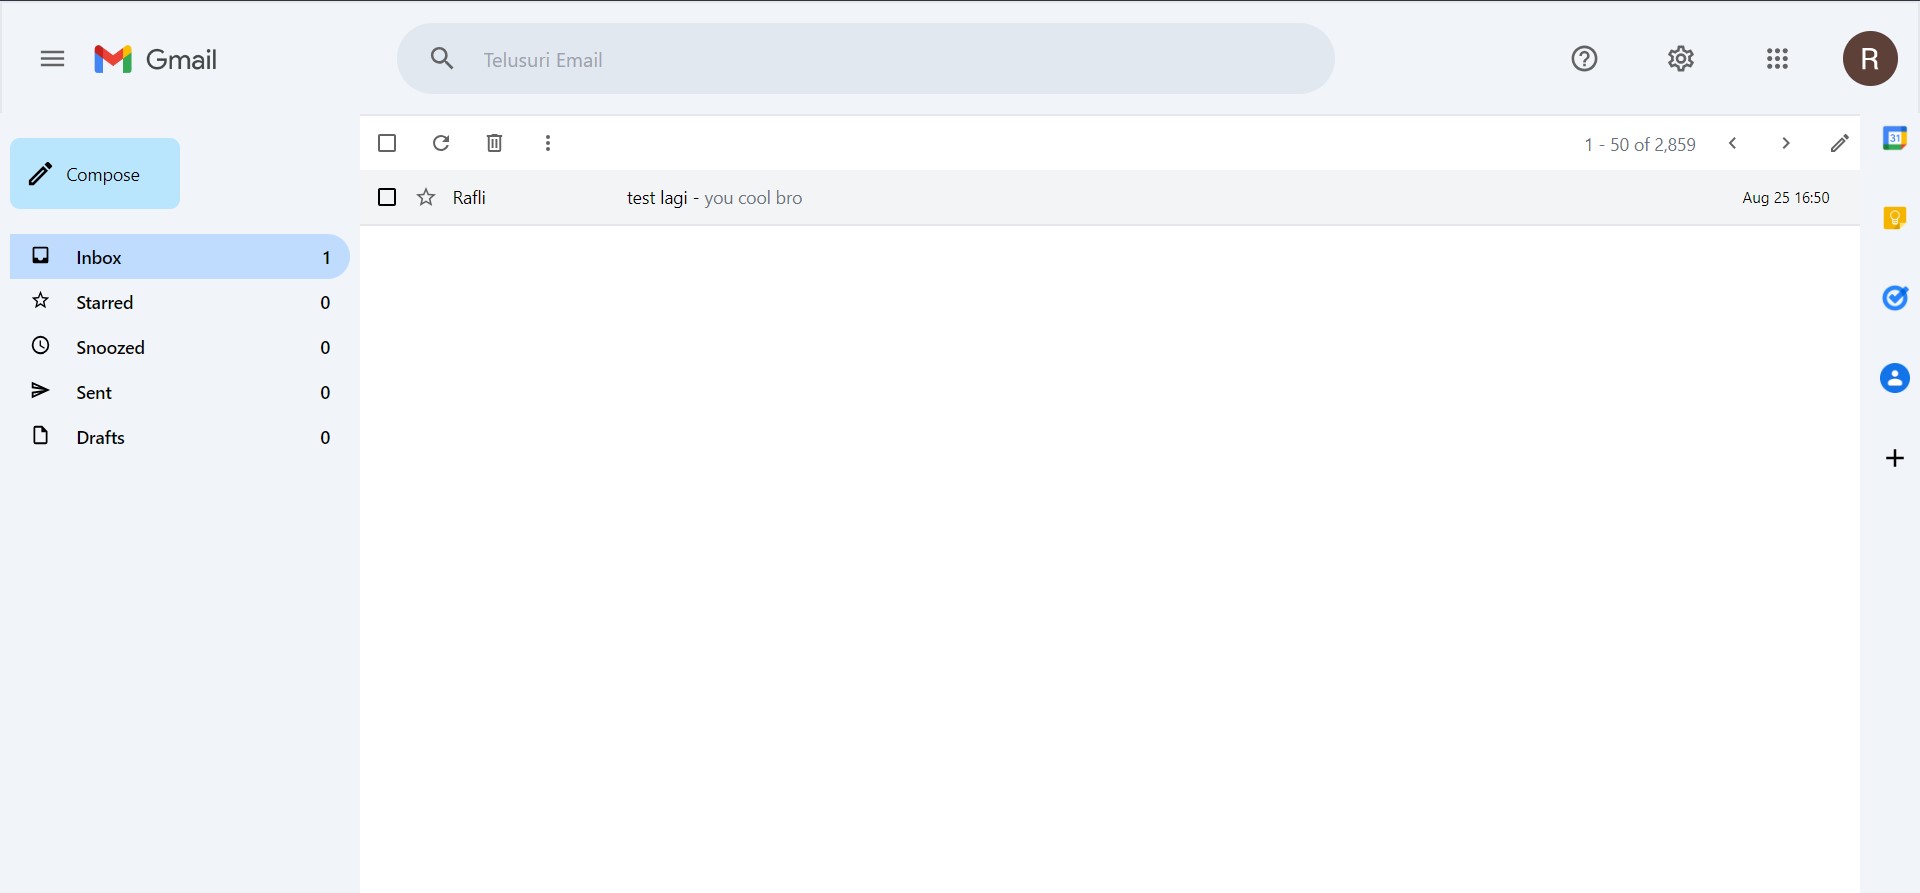 Gmail
Telusuri Email
R
Compose
1 - 50 of 2,859
31
Rafli test lagi - you cool bro Aug 25 16:50
Inbox 1
Starred 0
Snoozed 0
Sent 0
Drafts 0